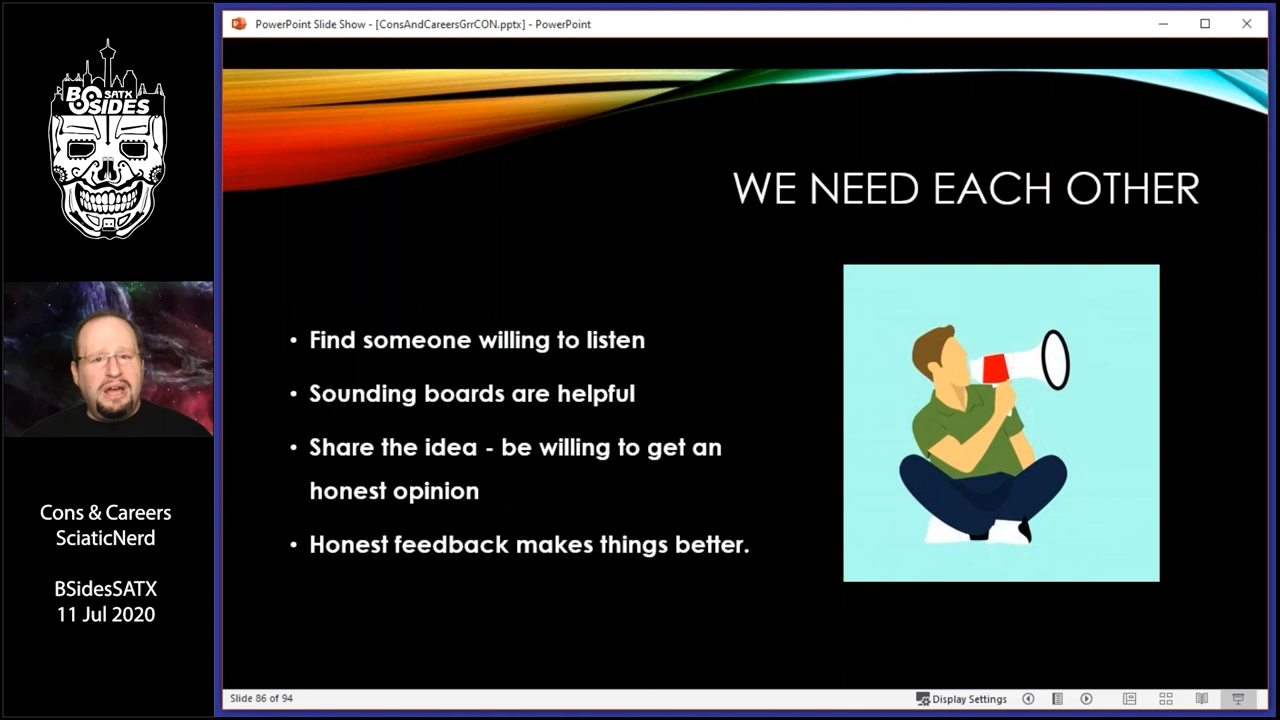 PowerPoint Slide Show - [ConsAndCareersGrrCON.pptx] - PowerPoint
BSIDES SATX
WE NEED EACH OTHER
• Find someone willing to listen
• Sounding boards are helpful
• Share the idea - be willing to get an
honest opinion
• Honest feedback makes things better.
Cons & Careers
SciaticNerd
BSidesSATX
11 Jul 2020
Slide 86 of 94
Display Settings